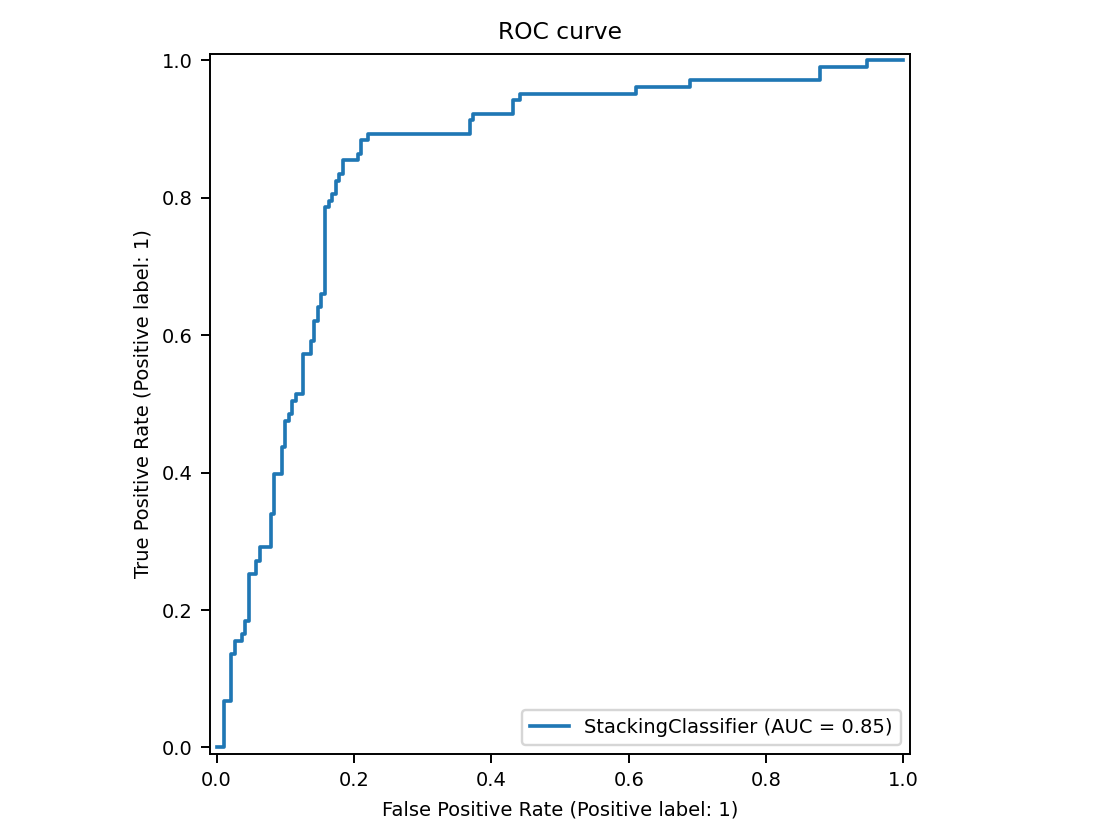 ROC curve
True Positive Rate (Positive label: 1)
1.0
0.8
0.6
0.4
0.2
0.0
StackingClassifier (AUC = 0.85)
0.0 0.2 0.4 0.6 0.8 1.0
False Positive Rate (Positive label: 1)